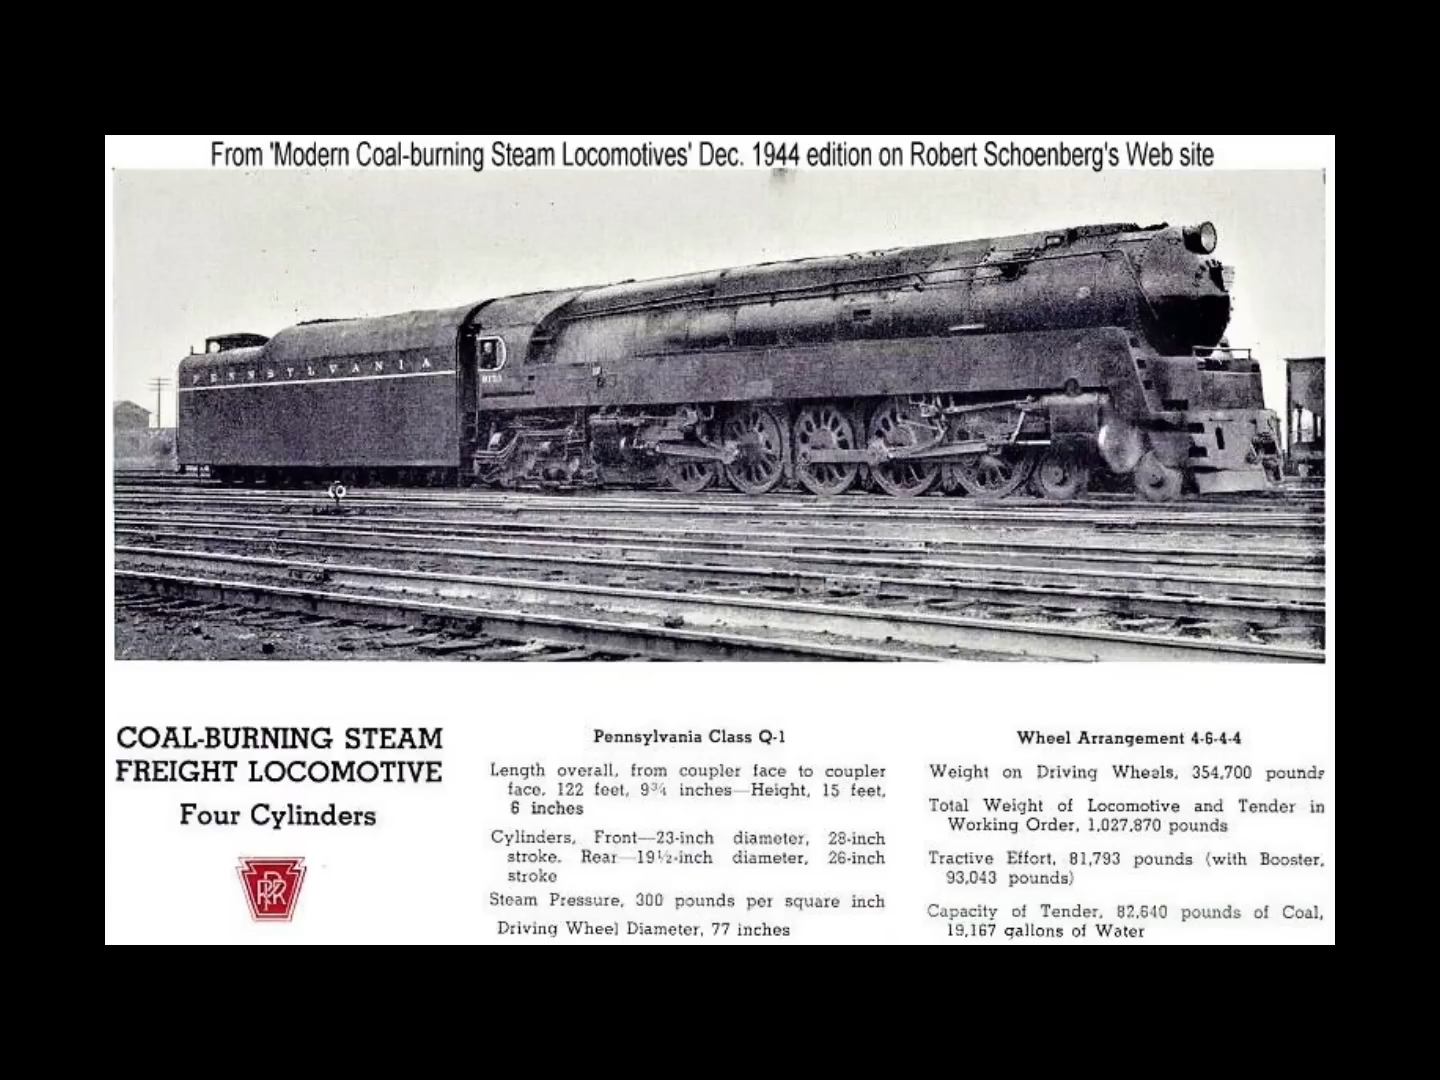 From 'Modern Coal-burning Steam Locomotives' Dec. 1944 edition on Robert Schoenberg's Web site
PENNSYLVANIA
COAL-BURNING STEAM
FREIGHT LOCOMOTIVE
Four Cylinders
PRR
Pennsylvania Class Q-1
Length overall, from coupler face to coupler
face, 122 feet, 9¾ inches—Height, 15 feet,
6 inches
Cylinders, Front—23-inch diameter, 28-inch
stroke. Rear—19½-inch diameter, 26-inch
stroke
Steam Pressure, 300 pounds per square inch
Driving Wheel Diameter, 77 inches
Wheel Arrangement 4-6-4-4
Weight on Driving Wheels, 354,700 pounds
Total Weight of Locomotive and Tender in
Working Order, 1,027,870 pounds
Tractive Effort, 81,793 pounds (with Booster,
93,043 pounds)
Capacity of Tender, 82,640 pounds of Coal,
19,167 gallons of Water